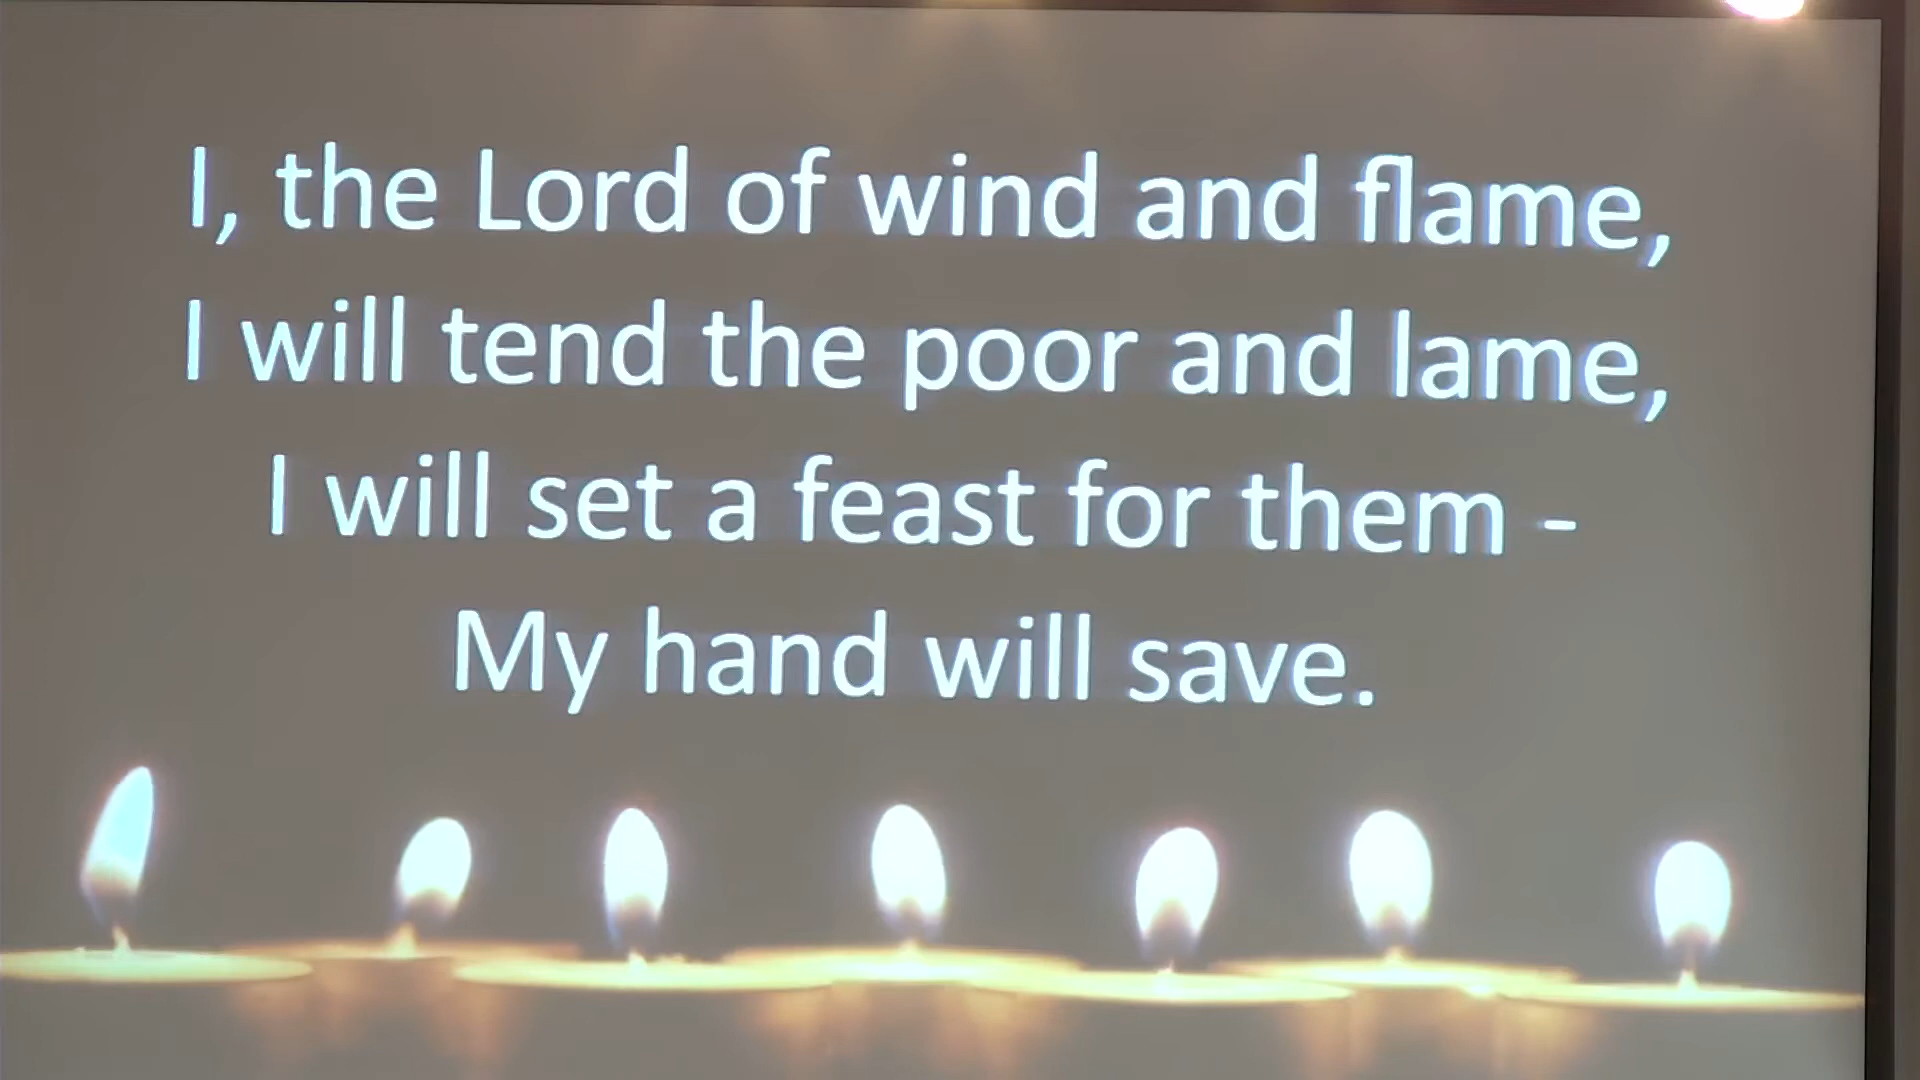 I, the Lord of wind and flame,
I will tend the poor and lame,
I will set a feast for them -
My hand will save.